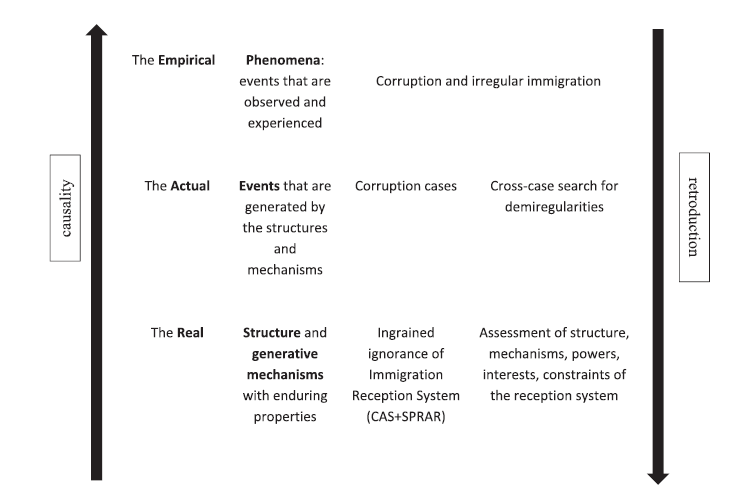 The Empirical
Phenomena:
events that are
observed and
experienced
Corruption and irregular immigration
causality
The Actual
Events that are
generated by
the structures
and
mechanisms
Corruption cases
Cross-case search for
demiregularities
retroduction
The Real
Structure and
generative
mechanisms
with enduring
properties
Ingrained
ignorance of
Immigration
Reception System
(CAS+SPRAR)
Assessment of structure,
mechanisms, powers,
interests, constraints of
the reception system